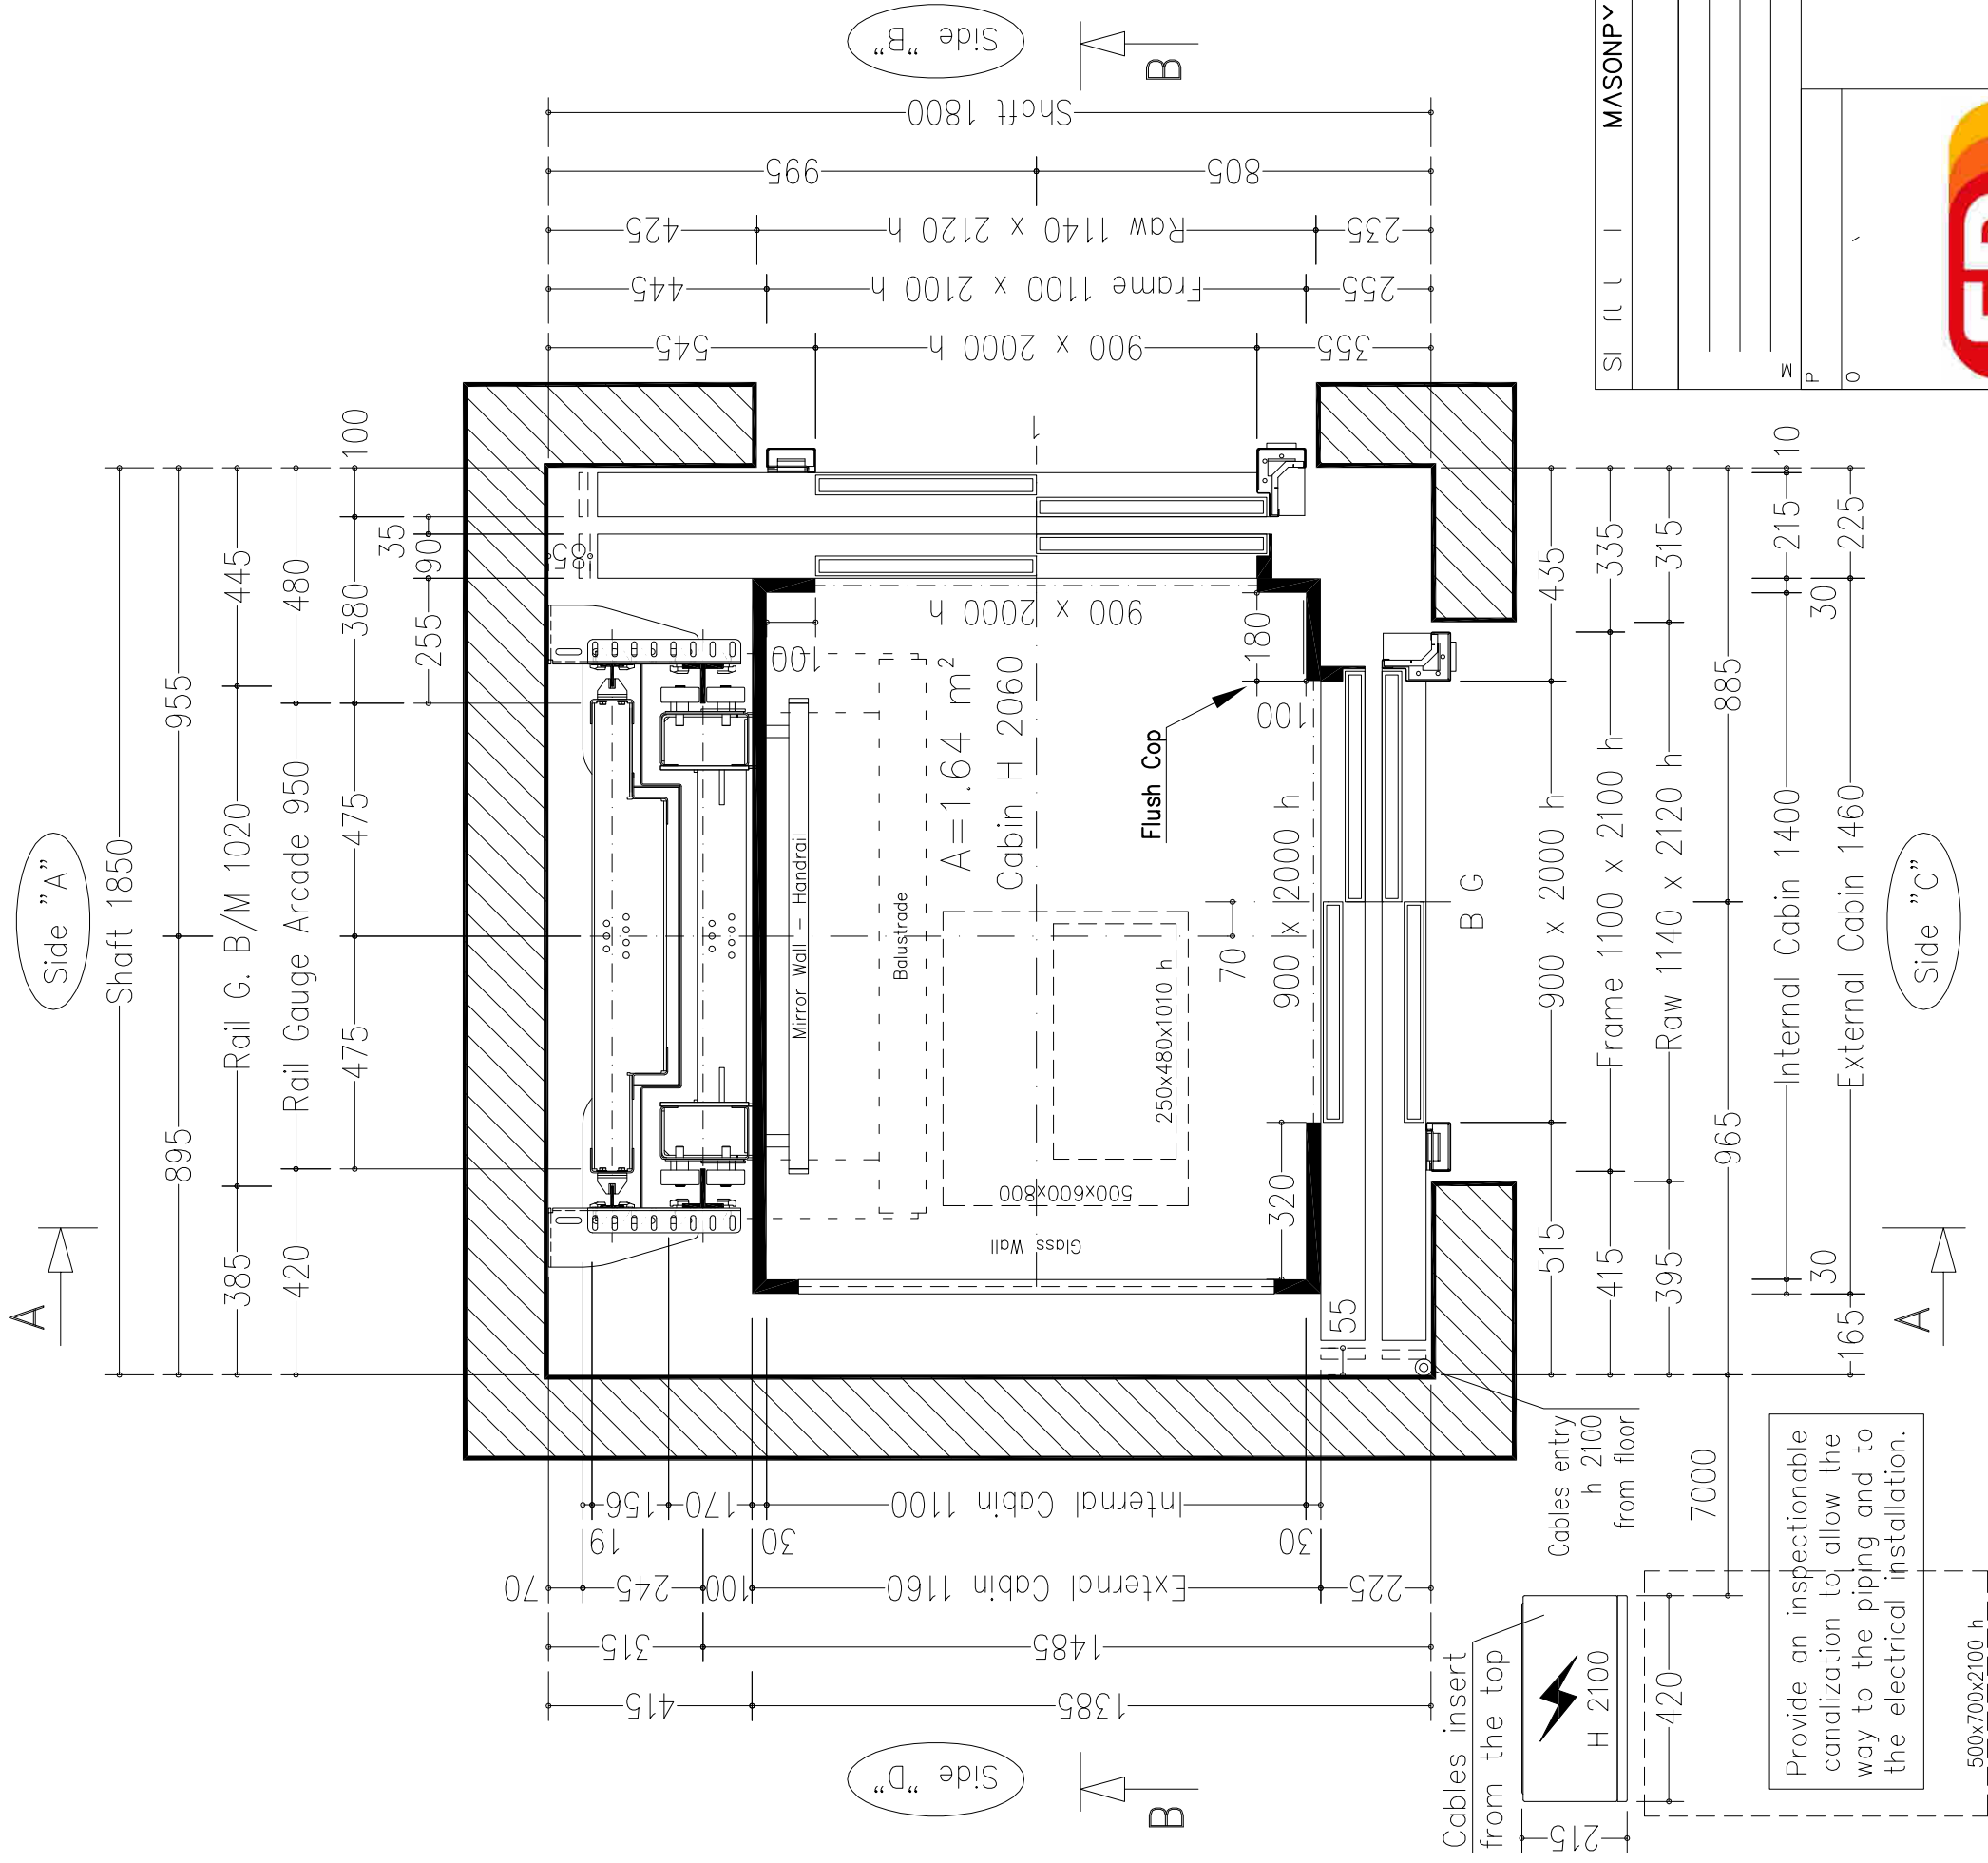 Side "A"
Shaft 1850
955
895
445
Rail G. B/M 1020
385
480
Rail Gauge Arcade 950
420
100
380
475
475
35
90
255
A
A
Side "B"
B
Shaft 1800
995
805
425
Raw 1140 x 2120 h
235
445
Frame 1100 x 2100 h
255
545
900 x 2000 h
355
85
900 x 2000 h
100
180
100
A=1.64 m²
Cabin H 2060
Flush Cop
Mirror Wall - Handrail
Balustrade
250x480x1010 h
500x600x800
Glass Wall
70
900 x 2000 h
320
55
1
B G
435
900 x 2000 h
515
335
Frame 1100 x 2100 h
415
315
Raw 1140 x 2120 h
395
885
965
7000
10
215
Internal Cabin 1400
30
30
225
External Cabin 1460
165
Side "C"
156
170
Internal Cabin 1100
19
30
30
70
245
100
External Cabin 1160
225
315
1485
415
1385
Side "D"
B
Cables entry
h 2100
from floor
Cables insert
from the top
H 2100
420
215
Provide an inspectionable
canalization to allow the
way to the piping and to
the electrical installation.
500x700x2100 h
MASONRY
M
P
O